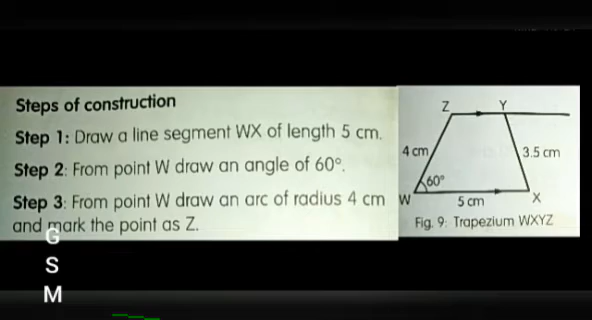 Steps of construction
Step 1: Draw a line segment WX of length 5 cm.
Step 2: From point W draw an angle of 60°.
Step 3: From point W draw an arc of radius 4 cm
and mark the point as Z.
Z Y
4 cm 3.5 cm
60°
W 5 cm X
Fig. 9: Trapezium WXYZ
G
S
M